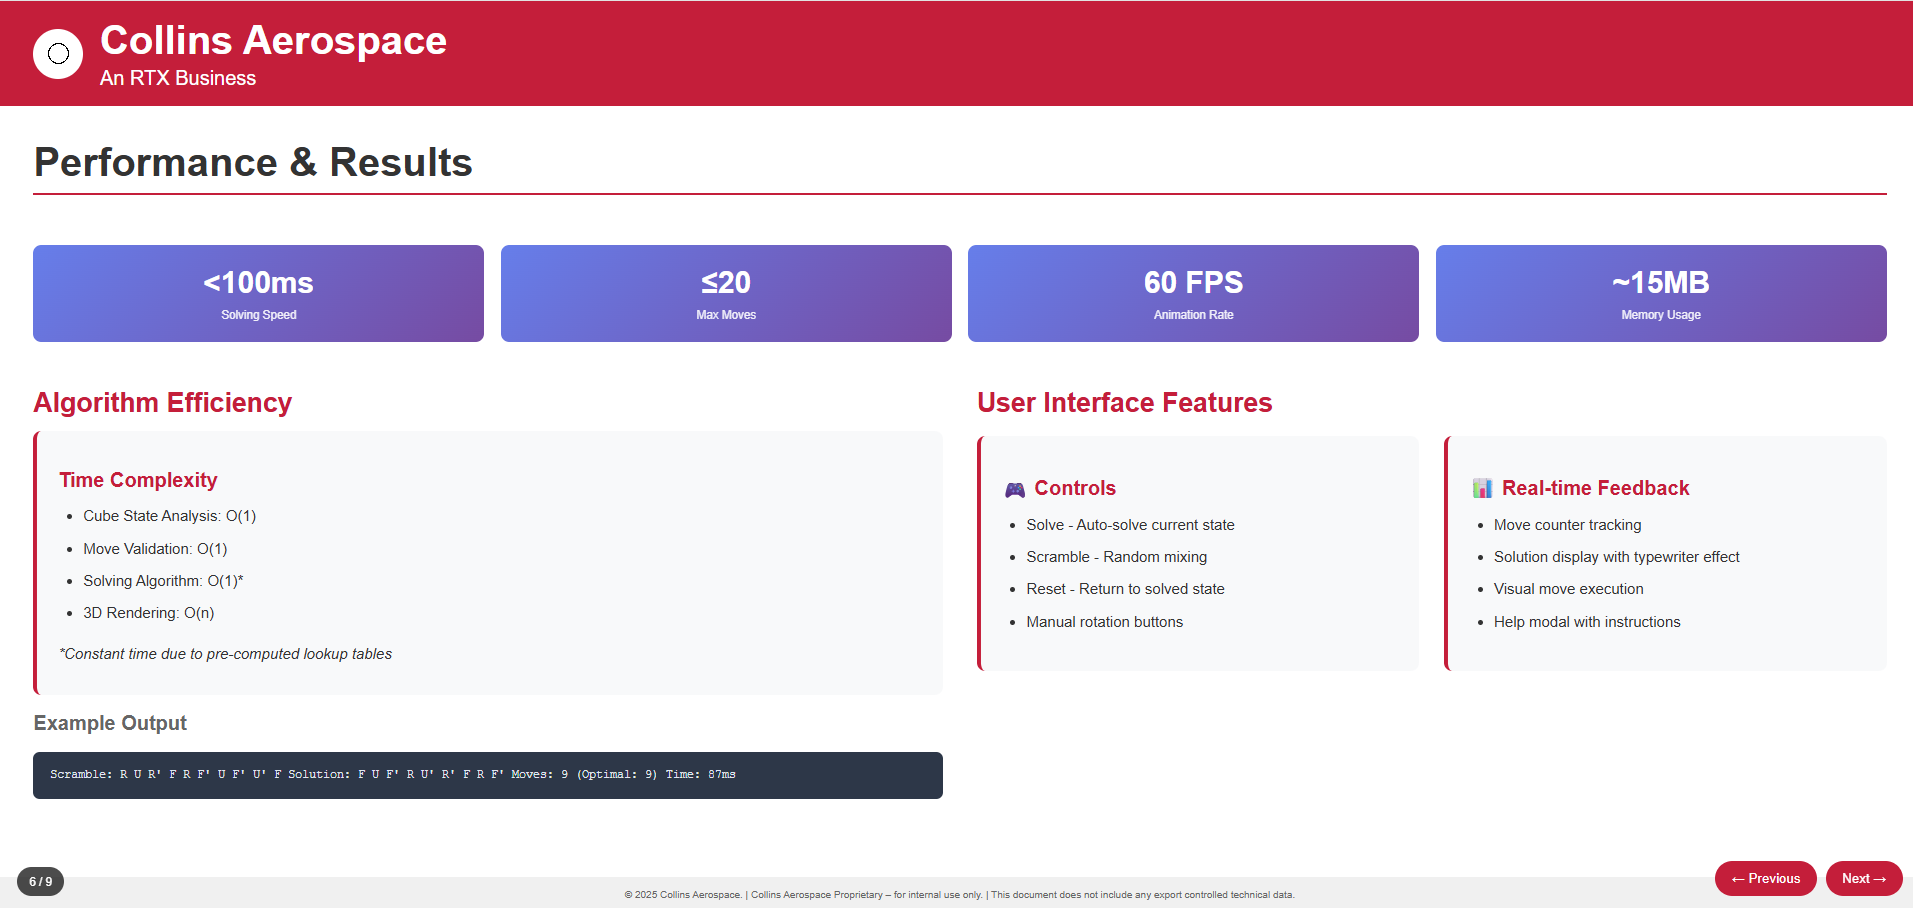 Collins Aerospace
An RTX Business
Performance & Results
<100ms
Solving Speed
≤20
Max Moves
60 FPS
Animation Rate
~15MB
Memory Usage
Algorithm Efficiency
Time Complexity
• Cube State Analysis: O(1)
• Move Validation: O(1)
• Solving Algorithm: O(1)*
• 3D Rendering: O(n)
*Constant time due to pre-computed lookup tables
Example Output
Scramble: R U R' F R F' U F' U' F Solution: F U F' R U' R' F R F' Moves: 9 (Optimal: 9) Time: 87ms
User Interface Features
🎮 Controls
• Solve - Auto-solve current state
• Scramble - Random mixing
• Reset - Return to solved state
• Manual rotation buttons
📊 Real-time Feedback
• Move counter tracking
• Solution display with typewriter effect
• Visual move execution
• Help modal with instructions
6 / 9
© 2025 Collins Aerospace. | Collins Aerospace Proprietary – for internal use only. | This document does not include any export controlled technical data.
← Previous
Next →